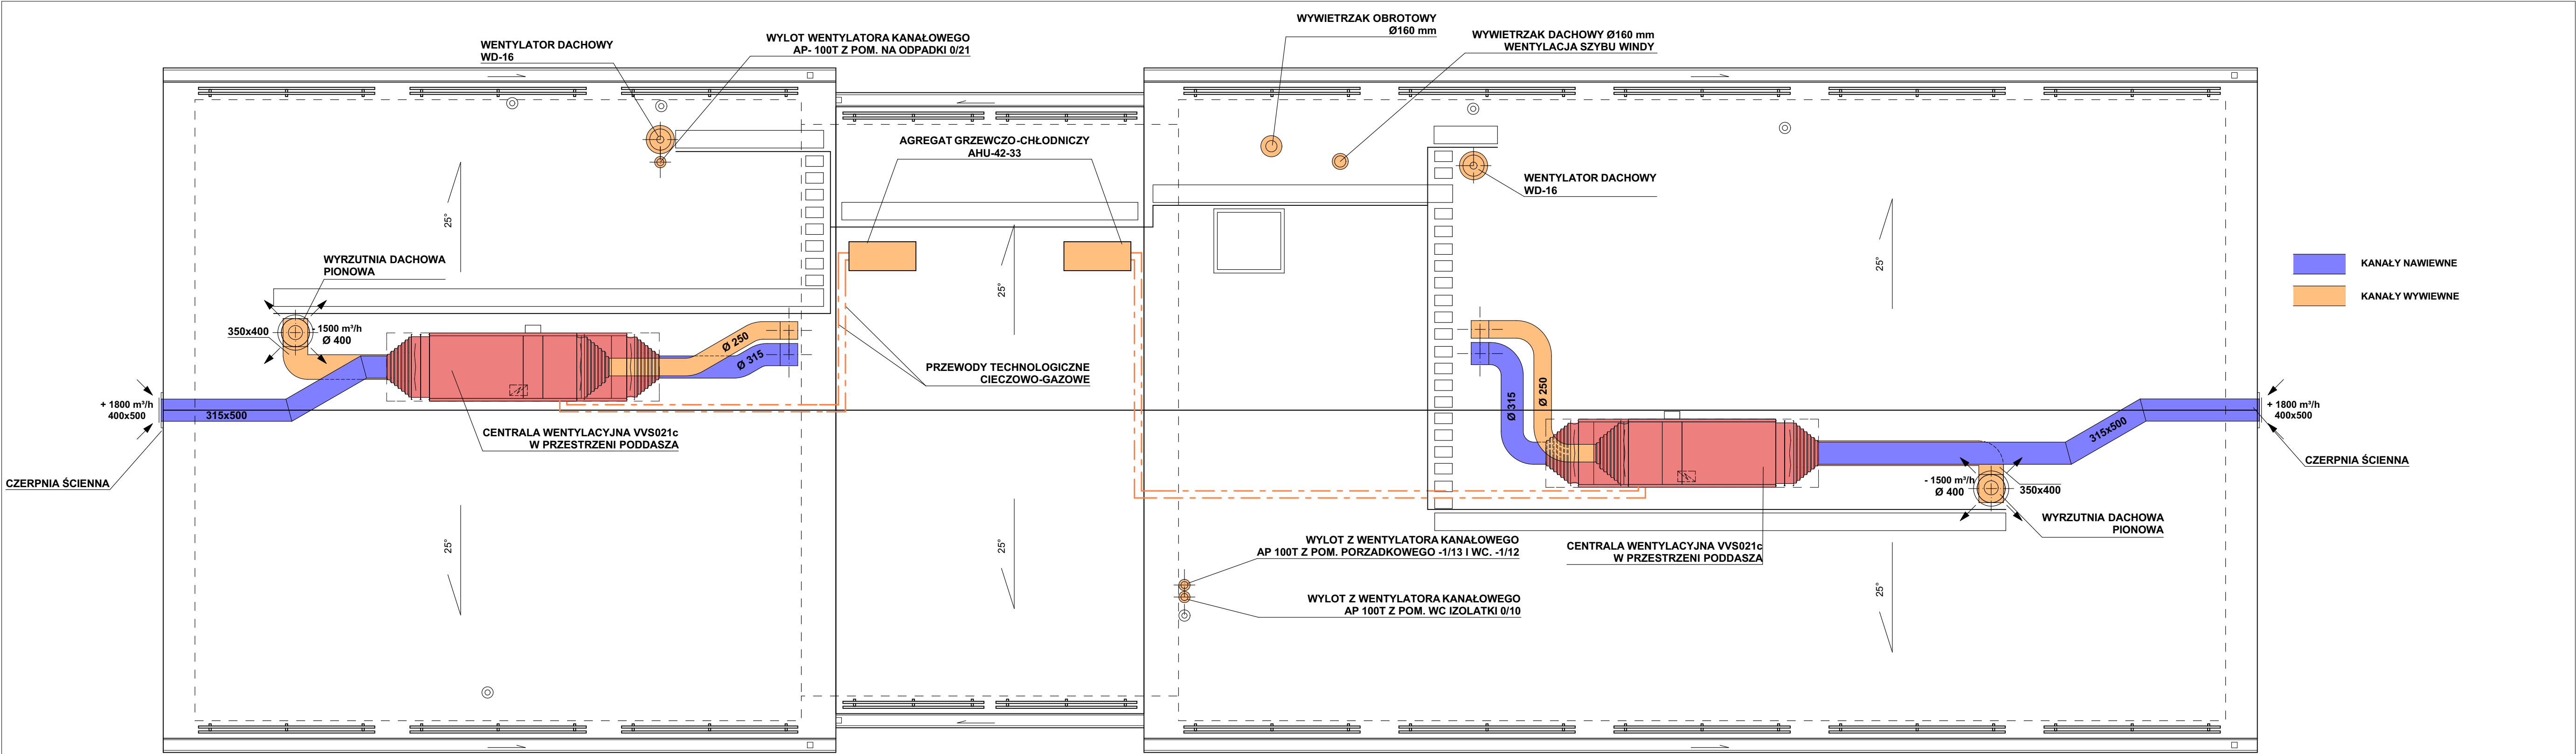 WENTYLATOR DACHOWY
WD-16
WYLOT WENTYLATORA KANAŁOWEGO
AP- 100T Z POM. NA ODPADKI 0/21
WYWIETRZAK OBROTOWY
Ø160 mm
WYWIETRZAK DACHOWY Ø160 mm
WENTYLACJA SZYBU WINDY
AGREGAT GRZEWCZO-CHŁODNICZY
AHU-42-33
WENTYLATOR DACHOWY
WD-16
25°
25°
25°
WYRZUTNIA DACHOWA
PIONOWA
350x400
- 1500 m³/h
Ø 400
Ø 250
Ø 315
PRZEWODY TECHNOLOGICZNE
CIECZOWO-GAZOWE
+ 1800 m³/h
400x500
315x500
CENTRALA WENTYLACYJNA VVS021c
W PRZESTRZENI PODDASZA
CZERPNIA ŚCIENNA
KANAŁY NAWIEWNE
KANAŁY WYWIEWNE
Ø 315
Ø 250
315x500
+ 1800 m³/h
400x500
CZERPNIA ŚCIENNA
- 1500 m³/h
Ø 400
350x400
WYRZUTNIA DACHOWA
PIONOWA
CENTRALA WENTYLACYJNA VVS021c
W PRZESTRZENI PODDASZA
WYLOT Z WENTYLATORA KANAŁOWEGO
AP 100T Z POM. PORZADKOWEGO -1/13 I WC. -1/12
WYLOT Z WENTYLATORA KANAŁOWEGO
AP 100T Z POM. WC IZOLATKI 0/10
25°
25°
25°